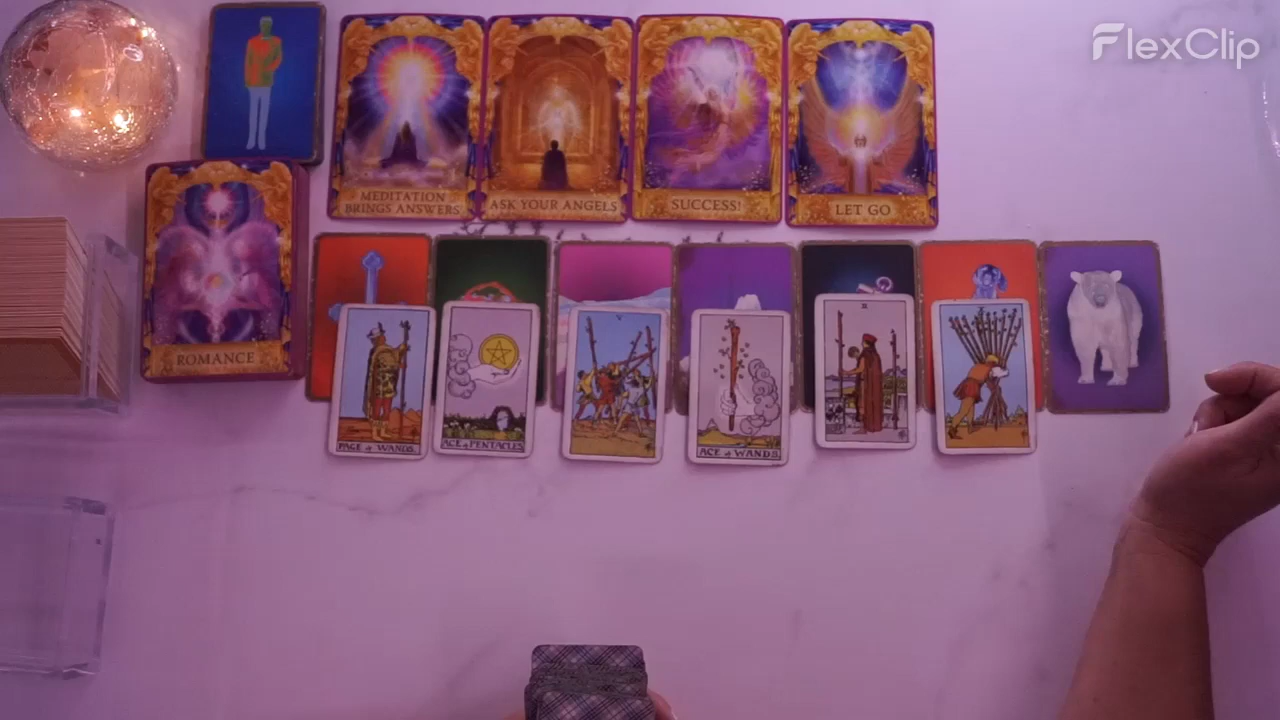 FlexClip
MEDITATION
BRINGS ANSWERS
ASK YOUR ANGELS
SUCCESS!
LET GO
ROMANCE
PAGE of WANDS.
ACE of PENTACLES
V
ACE of WANDS.
II